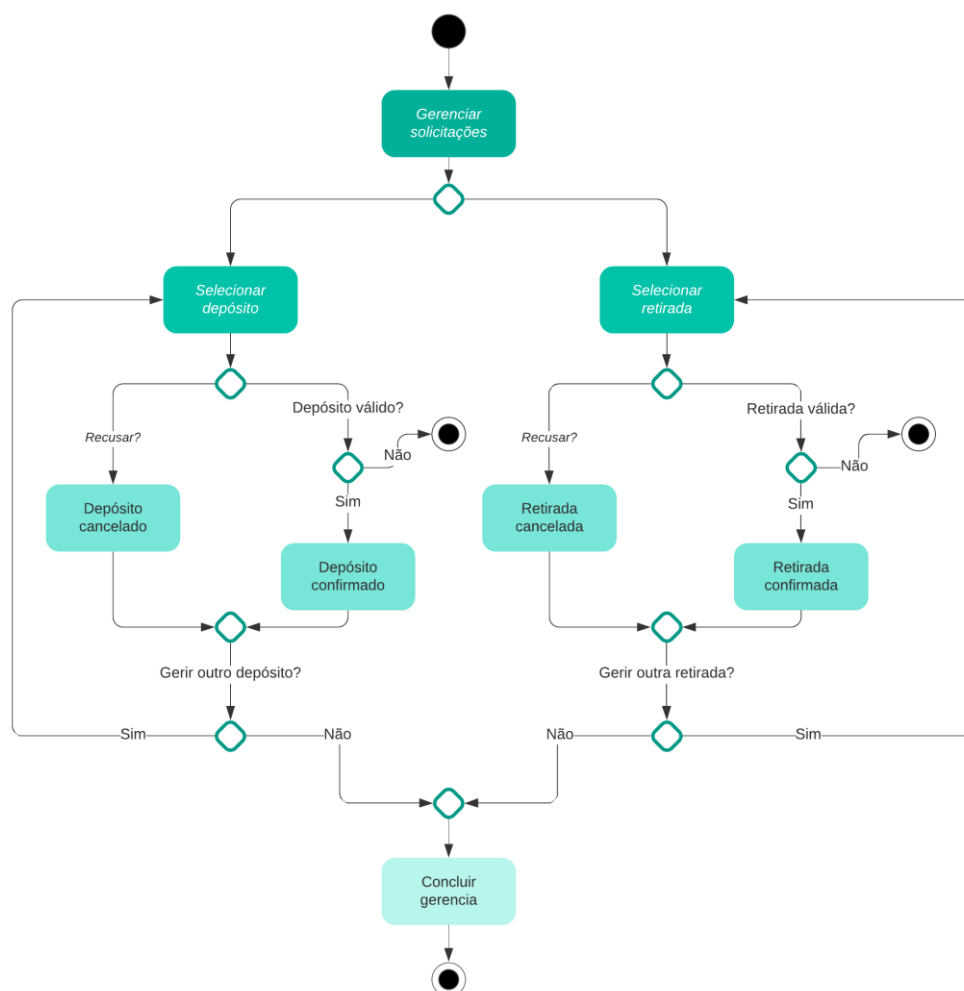 Gerenciar
solicitações
Selecionar
depósito
Selecionar
retirada
Depósito válido?
Retirada válida?
Recusar?
Não
Recusar?
Não
Sim
Sim
Depósito
cancelado
Retirada
cancelada
Depósito
confirmado
Retirada
confirmada
Gerir outro depósito?
Gerir outra retirada?
Sim
Não
Não
Sim
Concluir
gerencia